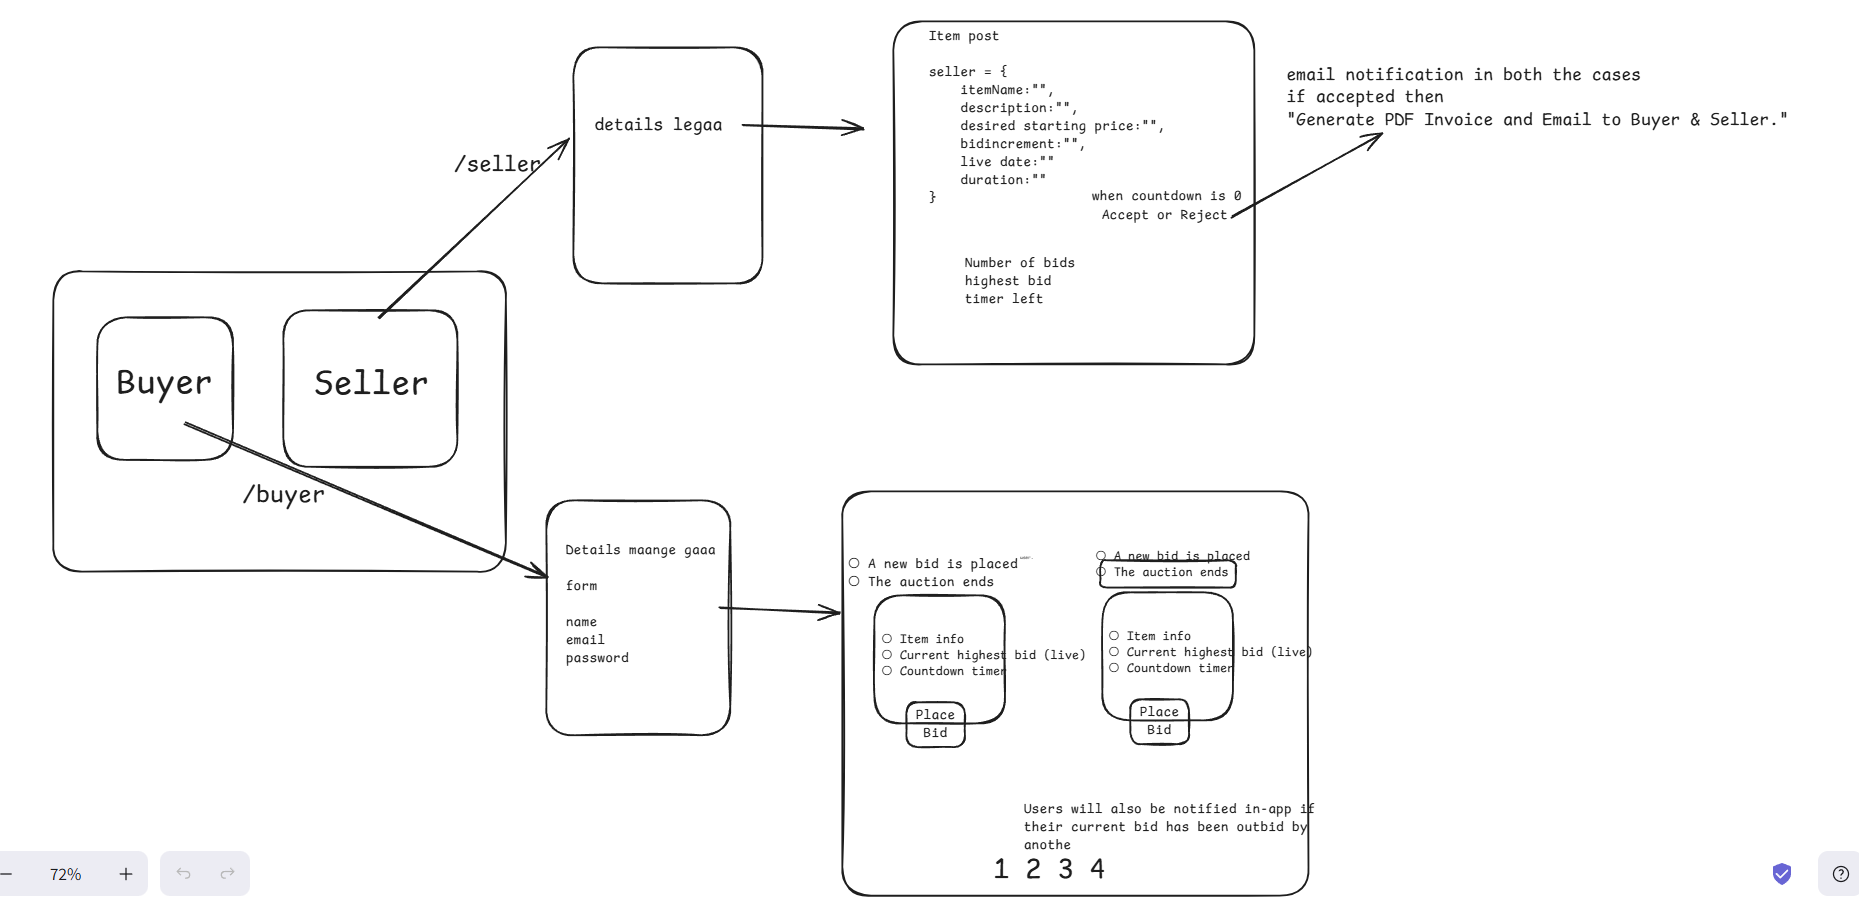 Item post
seller = {
itemName:"",
description:"",
desired starting price:"",
bidincrement:"",
live date:""
duration:""
}
when countdown is 0
Accept or Reject
Number of bids
highest bid
timer left
email notification in both the cases
if accepted then
"Generate PDF Invoice and Email to Buyer & Seller."
details legaa
/seller
Buyer
Seller
/buyer
Details maange gaaa
form
name
email
password
A new bid is placed
The auction ends
Item info
Current highest bid (live)
Countdown timer
Place
Bid
A new bid is placed
The auction ends
Item info
Current highest bid (live)
Countdown timer
Place
Bid
Users will also be notified in-app if
their current bid has been outbid by
anothe
1 2 3 4
72%